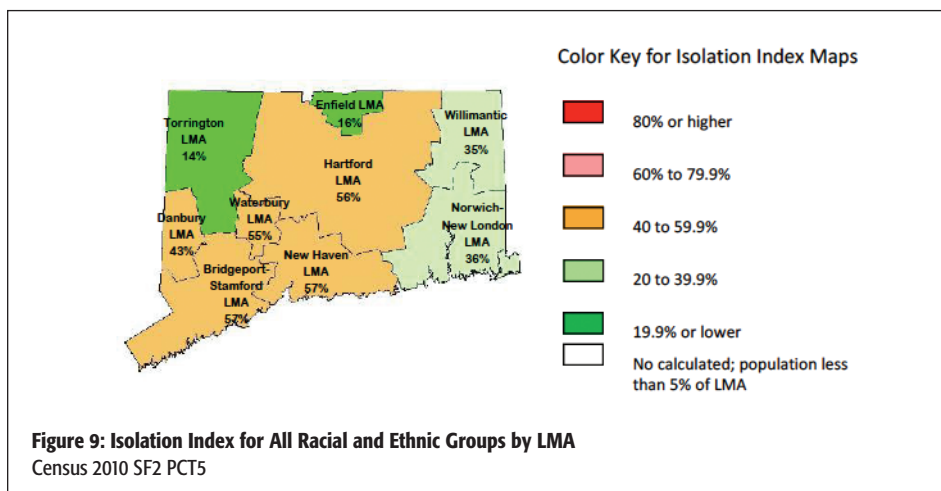 Color Key for Isolation Index Maps
80% or higher
60% to 79.9%
40 to 59.9%
20 to 39.9%
19.9% or lower
No calculated; population less
than 5% of LMA
Enfield LMA
16%
Torrington
LMA
14%
Willimantic
LMA
35%
Hartford
LMA
56%
Waterbury
LMA
55%
Danbury
LMA
43%
Norwich-
New London
LMA
36%
New Haven
LMA
57%
Bridgeport-
Stamford
LMA
57%
Figure 9: Isolation Index for All Racial and Ethnic Groups by LMA
Census 2010 SF2 PCT5